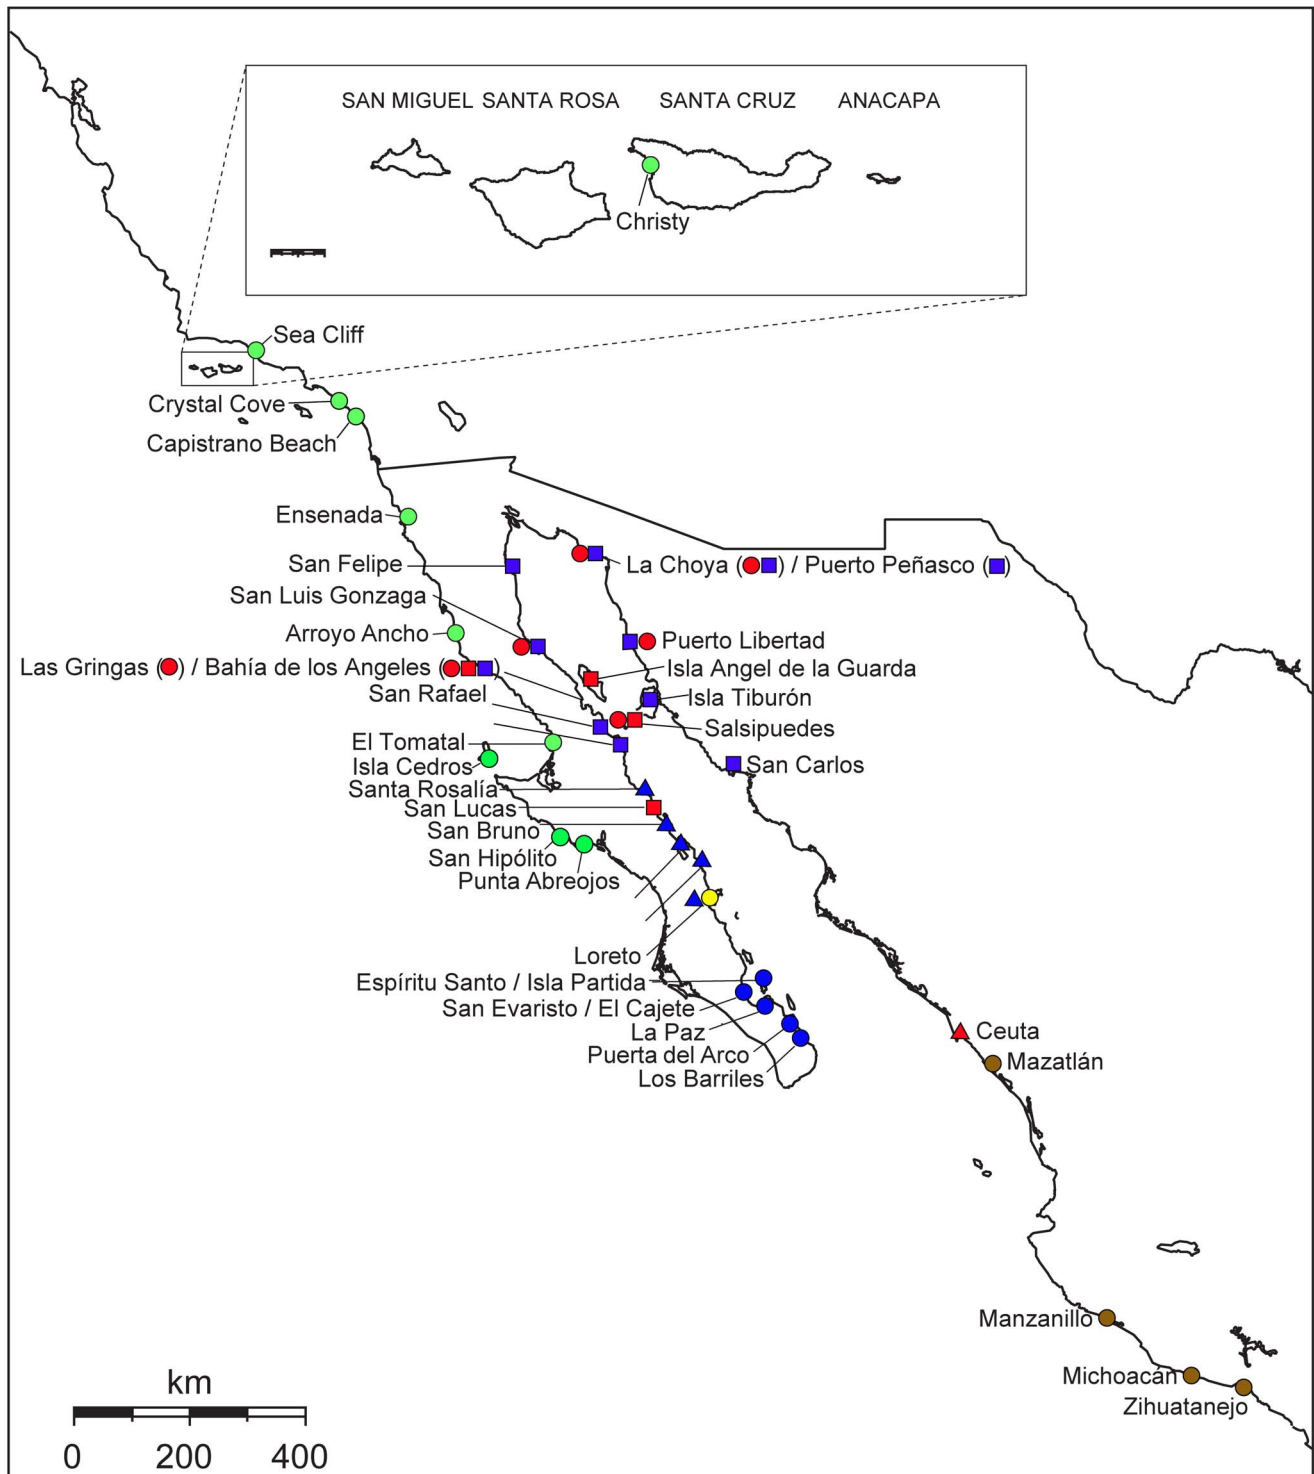 SAN MIGUEL SANTA ROSA SANTA CRUZ ANACAPA
Christy
Sea Cliff
Crystal Cove
Capistrano Beach
Ensenada
San Felipe
La Choya () / Puerto Peñasco ()
San Luis Gonzaga
Arroyo Ancho
Puerto Libertad
Las Gringas () / Bahía de los Angeles ()
Isla Angel de la Guarda
San Rafael
Isla Tiburón
Salsipuedes
El Tomatal
Isla Cedros
San Carlos
Santa Rosalía
San Lucas
San Bruno
San Hipólito
Punta Abreojos
Loreto
Espíritu Santo / Isla Partida
San Evaristo / El Cajete
La Paz
Puerta del Arco
Los Barriles
Ceuta
Mazatlán
Manzanillo
Michoacán
Zihuatanejo
km
0 200 400